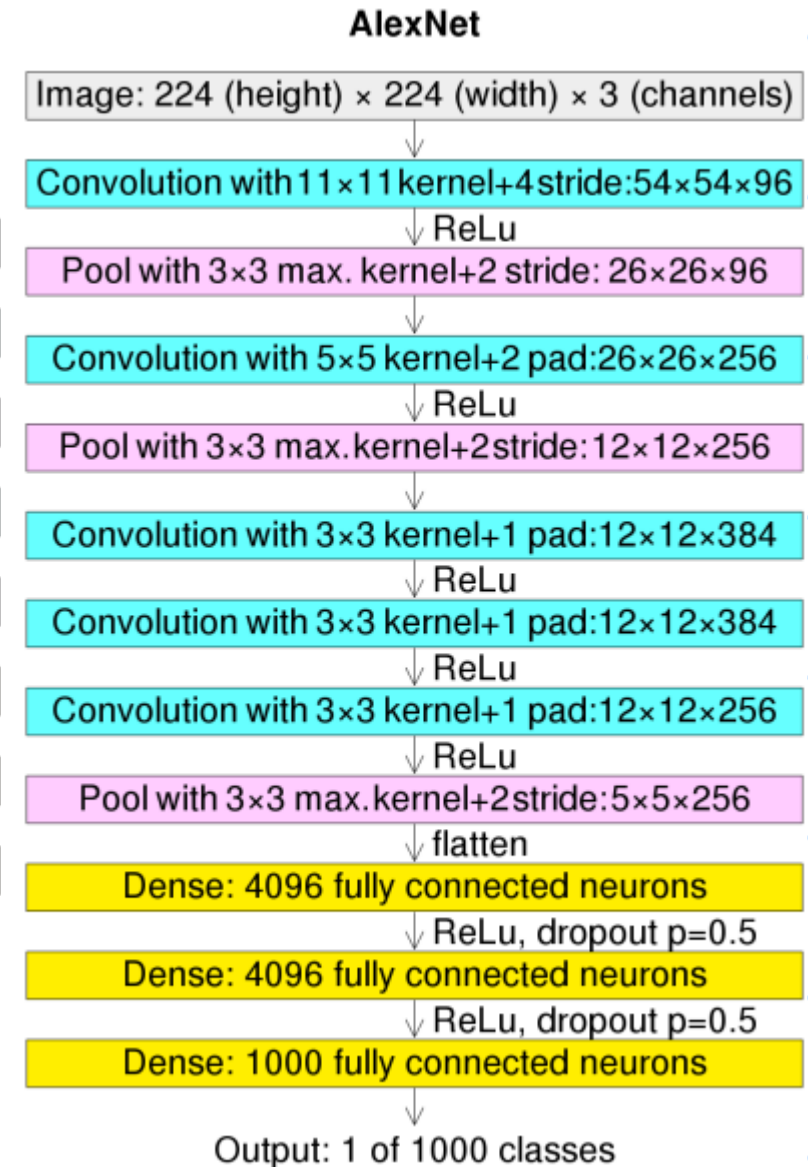 AlexNet
Image: 224 (height) × 224 (width) × 3 (channels)
Convolution with 11×11 kernel+4 stride:54×54×96
ReLu
Pool with 3×3 max. kernel+2 stride: 26×26×96
Convolution with 5×5 kernel+2 pad:26×26×256
ReLu
Pool with 3×3 max.kernel+2stride:12×12×256
Convolution with 3×3 kernel+1 pad:12×12×384
ReLu
Convolution with 3×3 kernel+1 pad:12×12×384
ReLu
Convolution with 3×3 kernel+1 pad:12×12×256
ReLu
Pool with 3×3 max.kernel+2stride:5×5×256
flatten
Dense: 4096 fully connected neurons
ReLu, dropout p=0.5
Dense: 4096 fully connected neurons
ReLu, dropout p=0.5
Dense: 1000 fully connected neurons
Output: 1 of 1000 classes